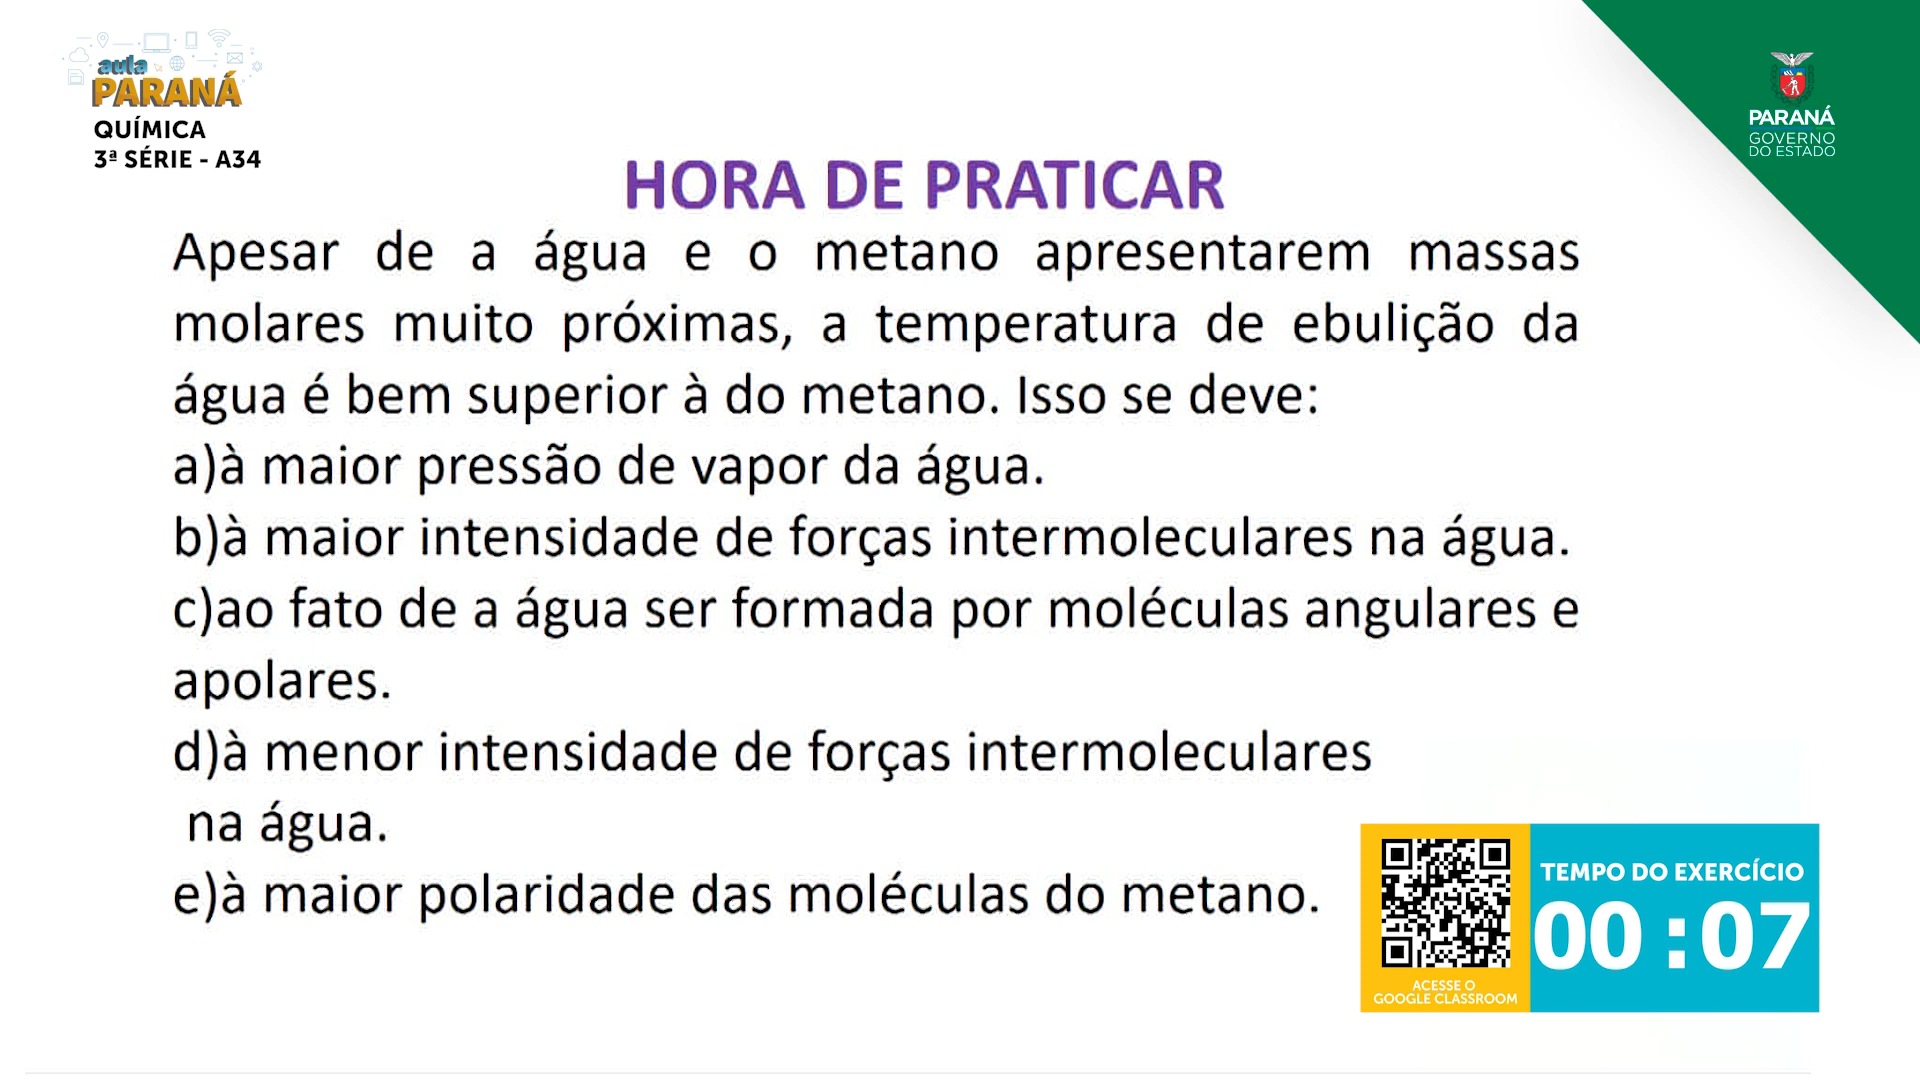 aula
PARANÁ
QUÍMICA
3ª SÉRIE - A34
PARANÁ
GOVERNO
DO ESTADO
HORA DE PRATICAR
Apesar de a água e o metano apresentarem massas
molares muito próximas, a temperatura de ebulição da
água é bem superior à do metano. Isso se deve:
a)à maior pressão de vapor da água.
b)à maior intensidade de forças intermoleculares na água.
c)ao fato de a água ser formada por moléculas angulares e
apolares.
d)à menor intensidade de forças intermoleculares
na água.
e)à maior polaridade das moléculas do metano.
ACESSE O
GOOGLE CLASSROOM
TEMPO DO EXERCÍCIO
00 : 07